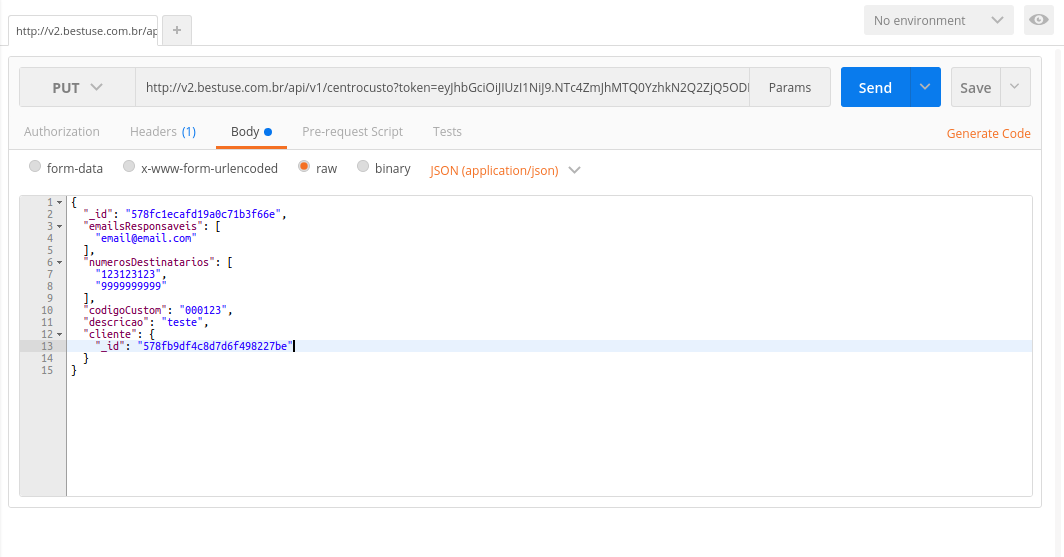 No environment
http://v2.bestuse.com.br/ap
+
PUT
http://v2.bestuse.com.br/api/v1/centrocusto?token=eyJhbGciOiJIUzI1NiJ9.NTc4ZmJhMTQ0YzhkN2Q2ZjQ5ODI
Params
Send
Save
Authorization
Headers (1)
Body
Pre-request Script
Tests
Generate Code
form-data
x-www-form-urlencoded
raw
binary
JSON (application/json)
1 {
2 "_id": "578fc1ecafd19a0c71b3f66e",
3 "emailsResponsaveis": [
4 "email@email.com"
5 ],
6 "numerosDestinatarios": [
7 "123123123",
8 "9999999999"
9 ],
10 "codigoCustom": "000123",
11 "descricao": "teste",
12 "cliente": {
13 "_id": "578fb9df4c8d7d6f498227be"
14 }
15 }